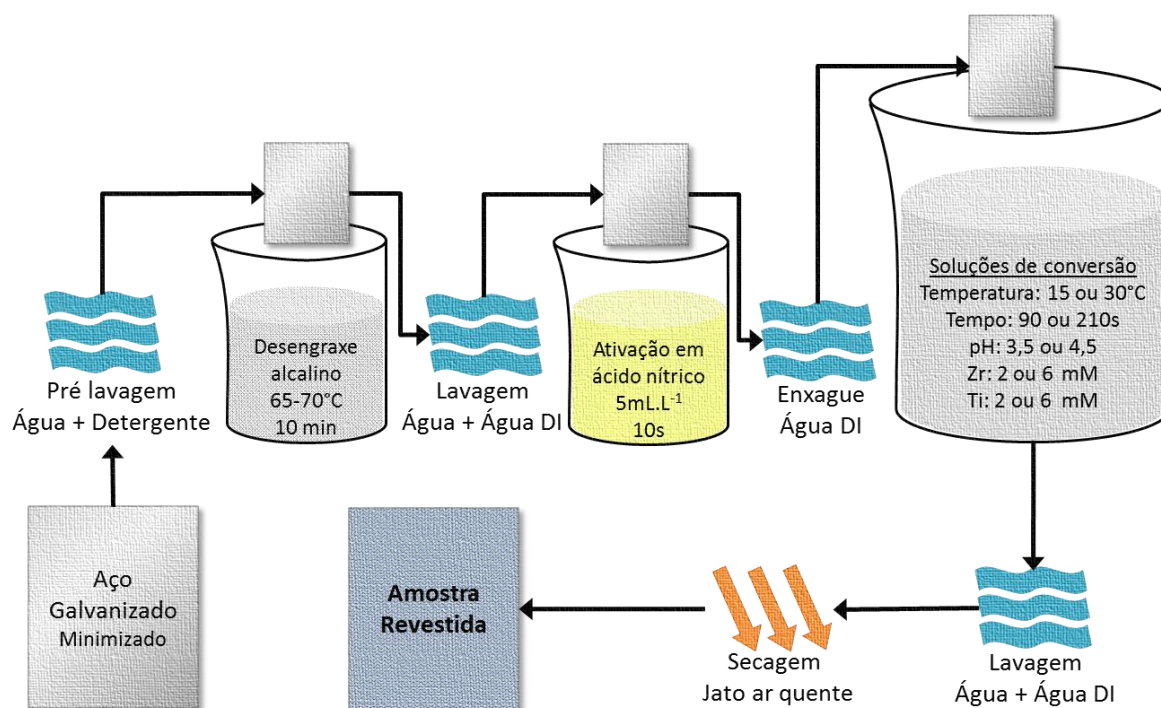 Aço
Galvanizado
Minimizado
Pré lavagem
Água + Detergente
Desengraxe
alcalino
65-70°C
10 min
Lavagem
Água + Água DI
Ativação em
ácido nítrico
5mL.L⁻¹
10s
Enxague
Água DI
Soluções de conversão
Temperatura: 15 ou 30°C
Tempo: 90 ou 210s
pH: 3,5 ou 4,5
Zr: 2 ou 6 mM
Ti: 2 ou 6 mM
Lavagem
Água + Água DI
Secagem
Jato ar quente
Amostra
Revestida